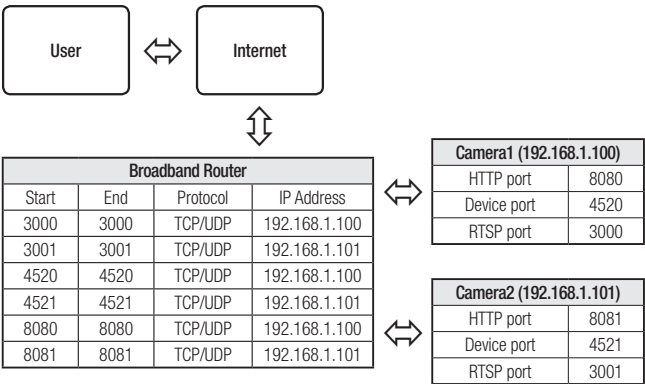 User
Internet
Broadband Router
Start End Protocol IP Address
3000 3000 TCP/UDP 192.168.1.100
3001 3001 TCP/UDP 192.168.1.101
4520 4520 TCP/UDP 192.168.1.100
4521 4521 TCP/UDP 192.168.1.101
8080 8080 TCP/UDP 192.168.1.100
8081 8081 TCP/UDP 192.168.1.101
Camera1 (192.168.1.100)
HTTP port 8080
Device port 4520
RTSP port 3000
Camera2 (192.168.1.101)
HTTP port 8081
Device port 4521
RTSP port 3001